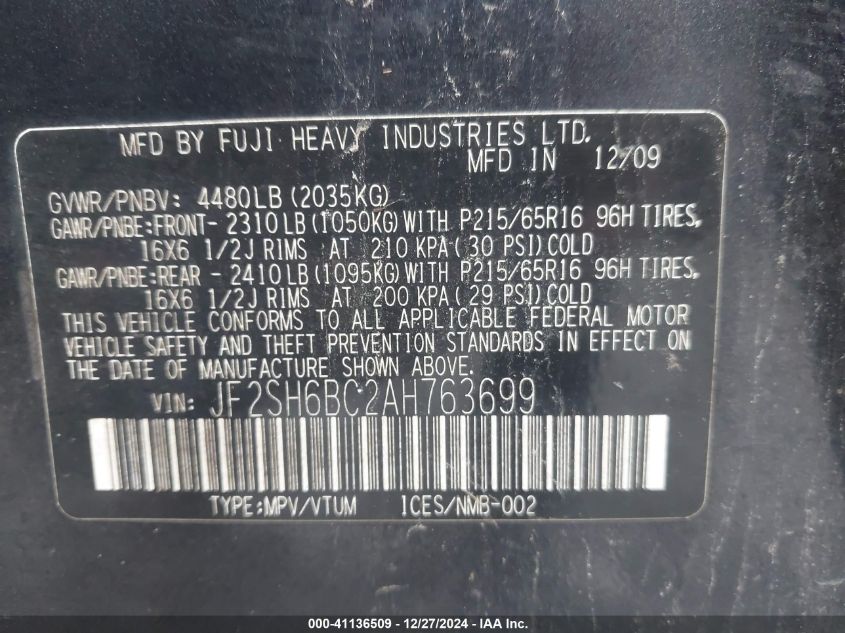 MFD BY FUJI HEAVY INDUSTRIES LTD.
MFD IN 12/09
GVWR/PNBV: 4480LB (2035KG)
GAWR/PNBE:FRONT- 2310LB(1050KG)WITH P215/65R16 96H TIRES,
16X6 1/2J RIMS AT 210 KPA( 30 PSI)COLD
GAWR/PNBE:REAR - 2410LB(1095KG)WITH P215/65R16 96H TIRES,
16X6 1/2J RIMS AT 200 KPA( 29 PSI)COLD
THIS VEHICLE CONFORMS TO ALL APPLICABLE FEDERAL MOTOR
VEHICLE SAFETY AND THEFT PREVENTION STANDARDS IN EFFECT ON
THE DATE OF MANUFACTURE SHOWN ABOVE.
VIN: JF2SH6BC2AH763699
TYPE:MPV/VTUM ICES/NMB-002
000-41136509 - 12/27/2024 - IAA Inc.